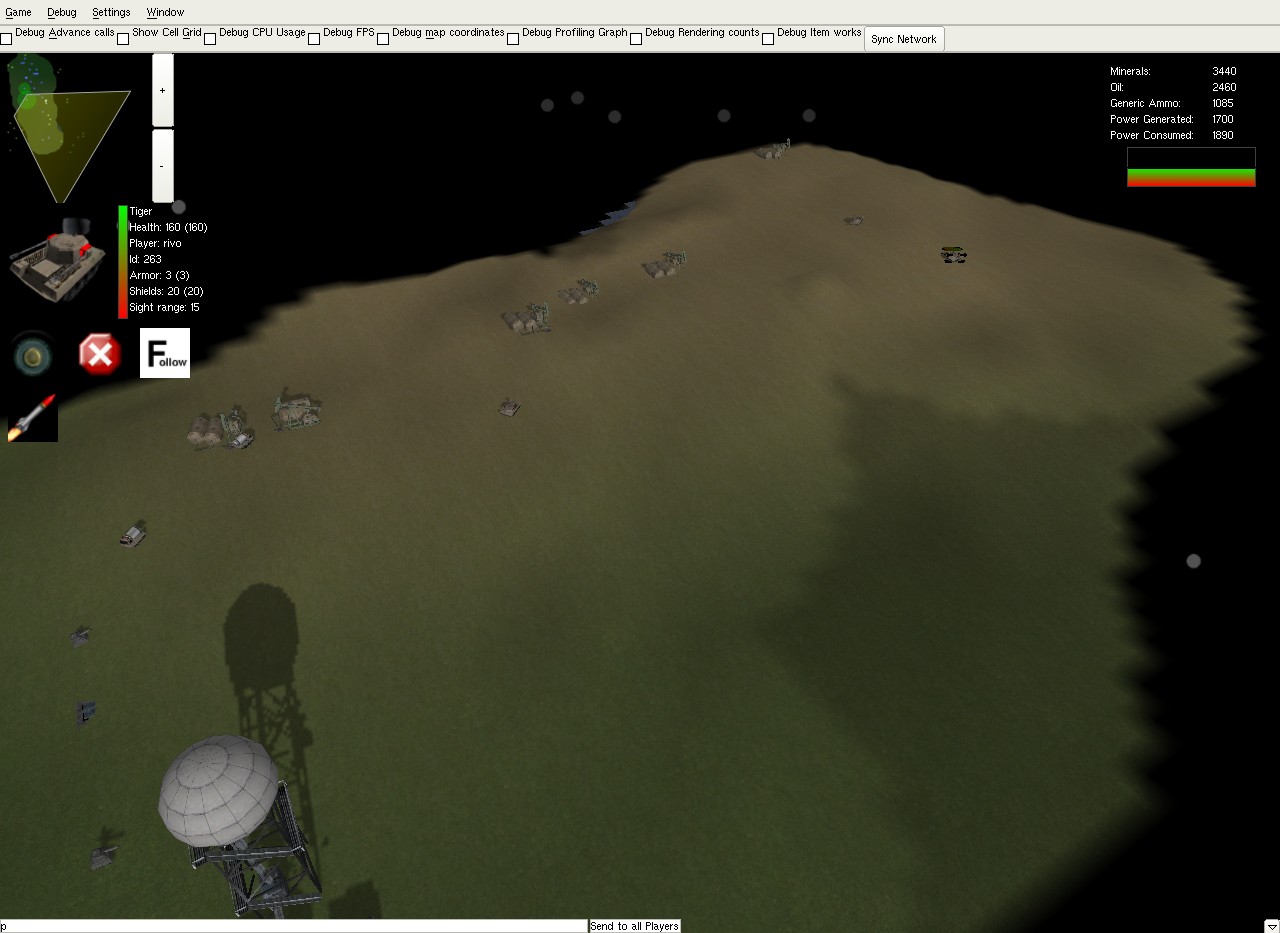 Game Debug Settings Window
Debug Advance calls Show Cell Grid Debug CPU Usage Debug FPS Debug map coordinates Debug Profiling Graph Debug Rendering counts Debug Item works Sync Network
+
-
Minerals: 3440
Oil: 2460
Generic Ammo: 1085
Power Generated: 1700
Power Consumed: 1890
Tiger
Health: 160 (160)
Player: rivo
Id: 263
Armor: 3 (3)
Shields: 20 (20)
Sight range: 15
Follow
p
Send to all Players